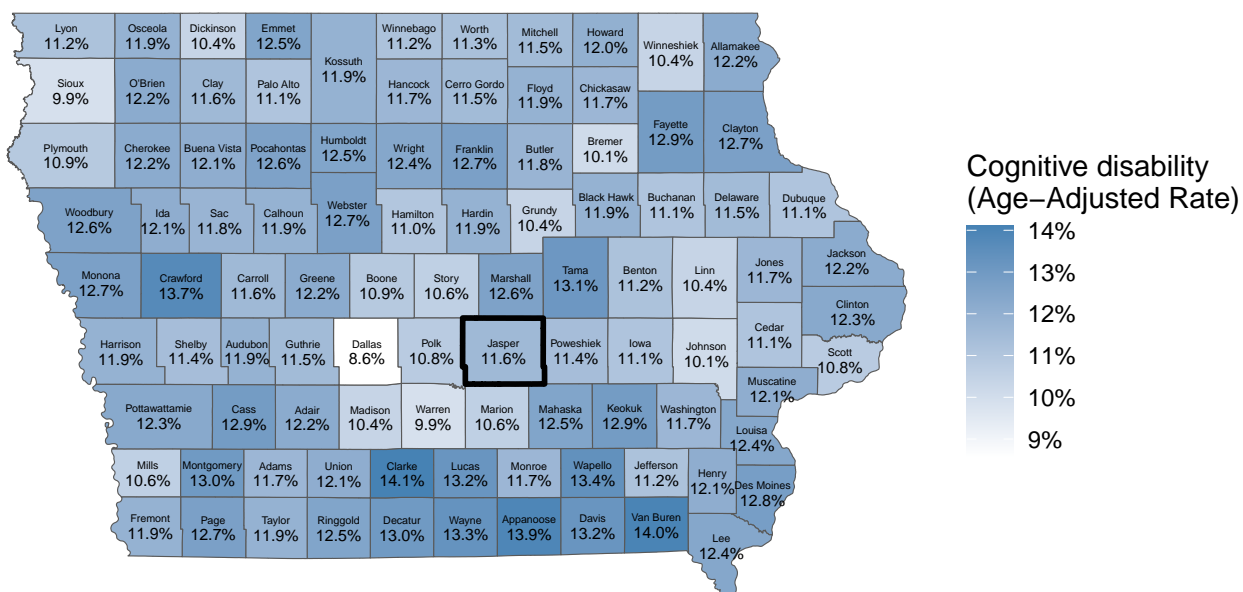 Lyon
11.2%
Osceola
11.9%
Dickinson
10.4%
Emmet
12.5%
Kossuth
11.9%
Winnebago
11.2%
Worth
11.3%
Mitchell
11.5%
Howard
12.0%
Winneshiek
10.4%
Allamakee
12.2%
Sioux
9.9%
O'Brien
12.2%
Clay
11.6%
Palo Alto
11.1%
Hancock
11.7%
Cerro Gordo
11.5%
Floyd
11.9%
Chickasaw
11.7%
Plymouth
10.9%
Cherokee
12.2%
Buena Vista
12.1%
Pocahontas
12.6%
Humboldt
12.5%
Wright
12.4%
Franklin
12.7%
Butler
11.8%
Bremer
10.1%
Fayette
12.9%
Clayton
12.7%
Woodbury
12.6%
Ida
12.1%
Sac
11.8%
Calhoun
11.9%
Webster
12.7%
Hamilton
11.0%
Hardin
11.9%
Grundy
10.4%
Black Hawk
11.9%
Buchanan
11.1%
Delaware
11.5%
Dubuque
11.1%
Monona
12.7%
Crawford
13.7%
Carroll
11.6%
Greene
12.2%
Boone
10.9%
Story
10.6%
Marshall
12.6%
Tama
13.1%
Benton
11.2%
Linn
10.4%
Jones
11.7%
Jackson
12.2%
Clinton
12.3%
Harrison
11.9%
Shelby
11.4%
Audubon
11.9%
Guthrie
11.5%
Dallas
8.6%
Polk
10.8%
Jasper
11.6%
Poweshiek
11.4%
Iowa
11.1%
Johnson
10.1%
Cedar
11.1%
Scott
10.8%
Muscatine
12.1%
Pottawattamie
12.3%
Cass
12.9%
Adair
12.2%
Madison
10.4%
Warren
9.9%
Marion
10.6%
Mahaska
12.5%
Keokuk
12.9%
Washington
11.7%
Louisa
12.4%
Mills
10.6%
Montgomery
13.0%
Adams
11.7%
Union
12.1%
Clarke
14.1%
Lucas
13.2%
Monroe
11.7%
Wapello
13.4%
Jefferson
11.2%
Henry
12.1%
Des Moines
12.8%
Fremont
11.9%
Page
12.7%
Taylor
11.9%
Ringgold
12.5%
Decatur
13.0%
Wayne
13.3%
Appanoose
13.9%
Davis
13.2%
Van Buren
14.0%
Lee
12.4%
Cognitive disability
(Age−Adjusted Rate)
14%
13%
12%
11%
10%
9%